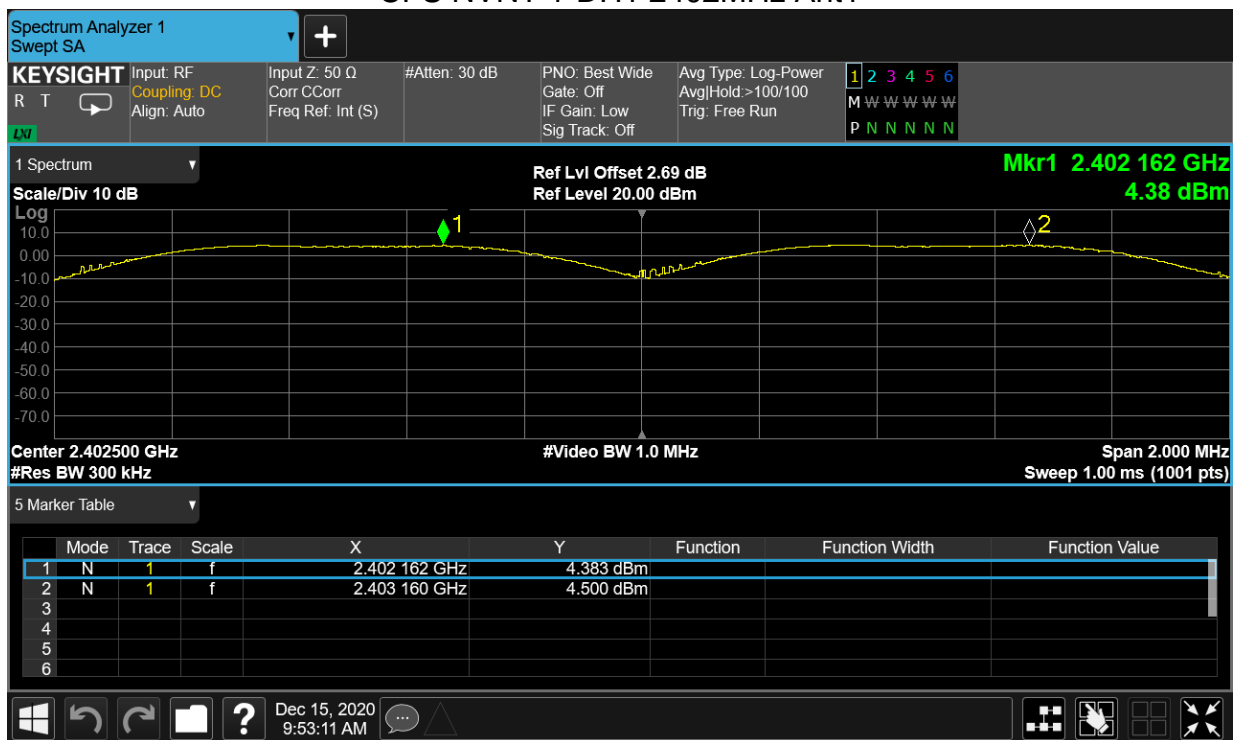 Spectrum Analyzer 1
Swept SA
KEYSIGHT
R T
LXI
Input: RF
Coupling: DC
Align: Auto
Input Z: 50 Ω
Corr CCorr
Freq Ref: Int (S)
#Atten: 30 dB
PNO: Best Wide
Gate: Off
IF Gain: Low
Sig Track: Off
Avg Type: Log-Power
Avg|Hold:>100/100
Trig: Free Run
1 2 3 4 5 6
M W W W W W
P N N N N N
1 Spectrum
Scale/Div 10 dB
Ref Lvl Offset 2.69 dB
Ref Level 20.00 dBm
Mkr1 2.402 162 GHz
4.38 dBm
Log
10.0
0.00
-10.0
-20.0
-30.0
-40.0
-50.0
-60.0
-70.0
1
2
Center 2.402500 GHz
#Video BW 1.0 MHz
Span 2.000 MHz
#Res BW 300 kHz
Sweep 1.00 ms (1001 pts)
5 Marker Table
Mode Trace Scale X Y Function Function Width Function Value
1 N 1 f 2.402 162 GHz 4.383 dBm
2 N 1 f 2.403 160 GHz 4.500 dBm
3
4
5
6
?
Dec 15, 2020
9:53:11 AM